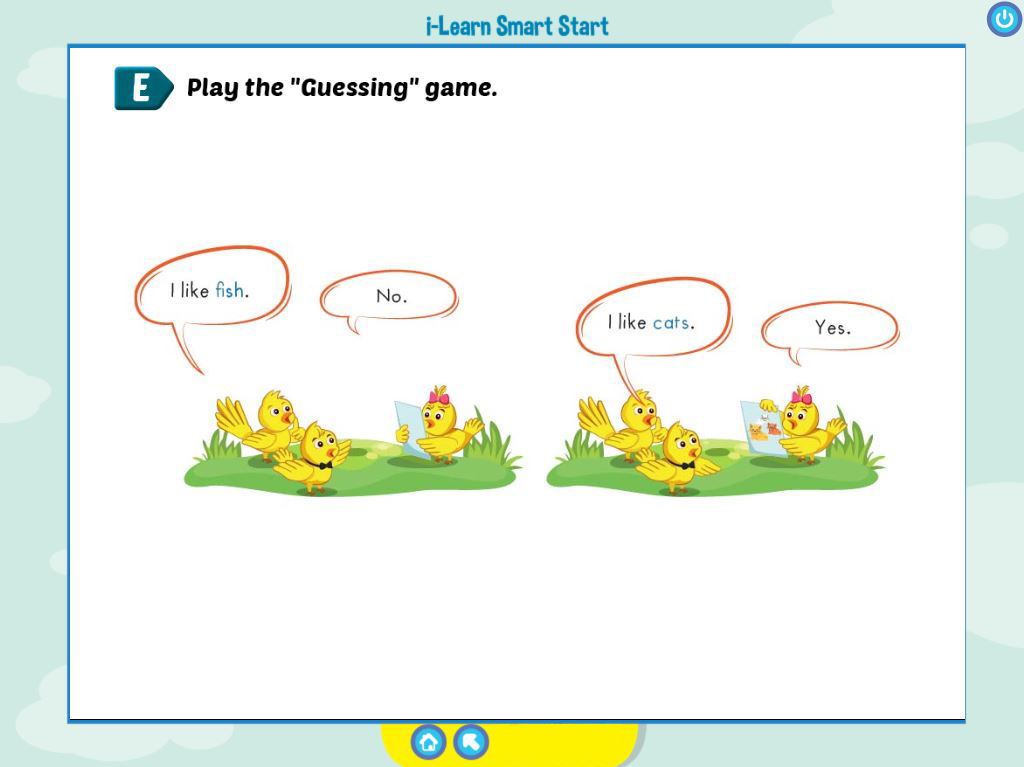 i-Learn Smart Start
E Play the "Guessing" game.
I like fish.
No.
I like cats.
Yes.